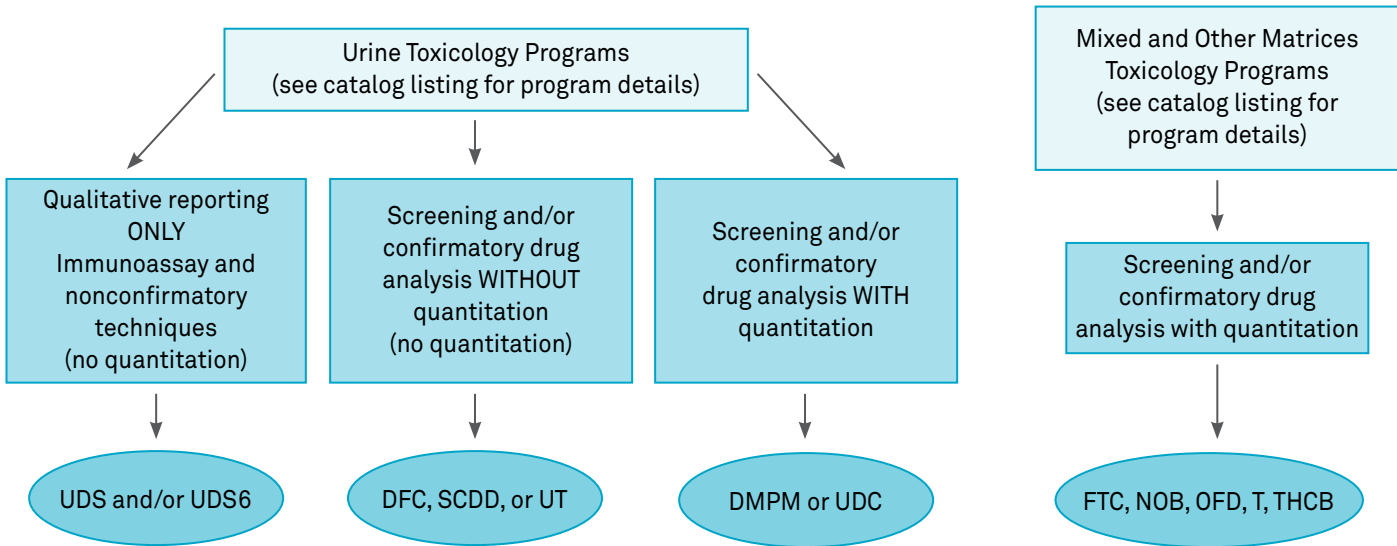 Urine Toxicology Programs
(see catalog listing for program details)
Mixed and Other Matrices
Toxicology Programs
(see catalog listing for
program details)
Qualitative reporting
ONLY
Immunoassay and
nonconfirmatory
techniques
(no quantitation)
Screening and/or
confirmatory drug
analysis WITHOUT
quantitation
(no quantitation)
Screening and/or
confirmatory
drug analysis WITH
quantitation
Screening and/or
confirmatory drug
analysis with quantitation
UDS and/or UDS6
DFC, SCDD, or UT
DMPM or UDC
FTC, NOB, OFD, T, THCB